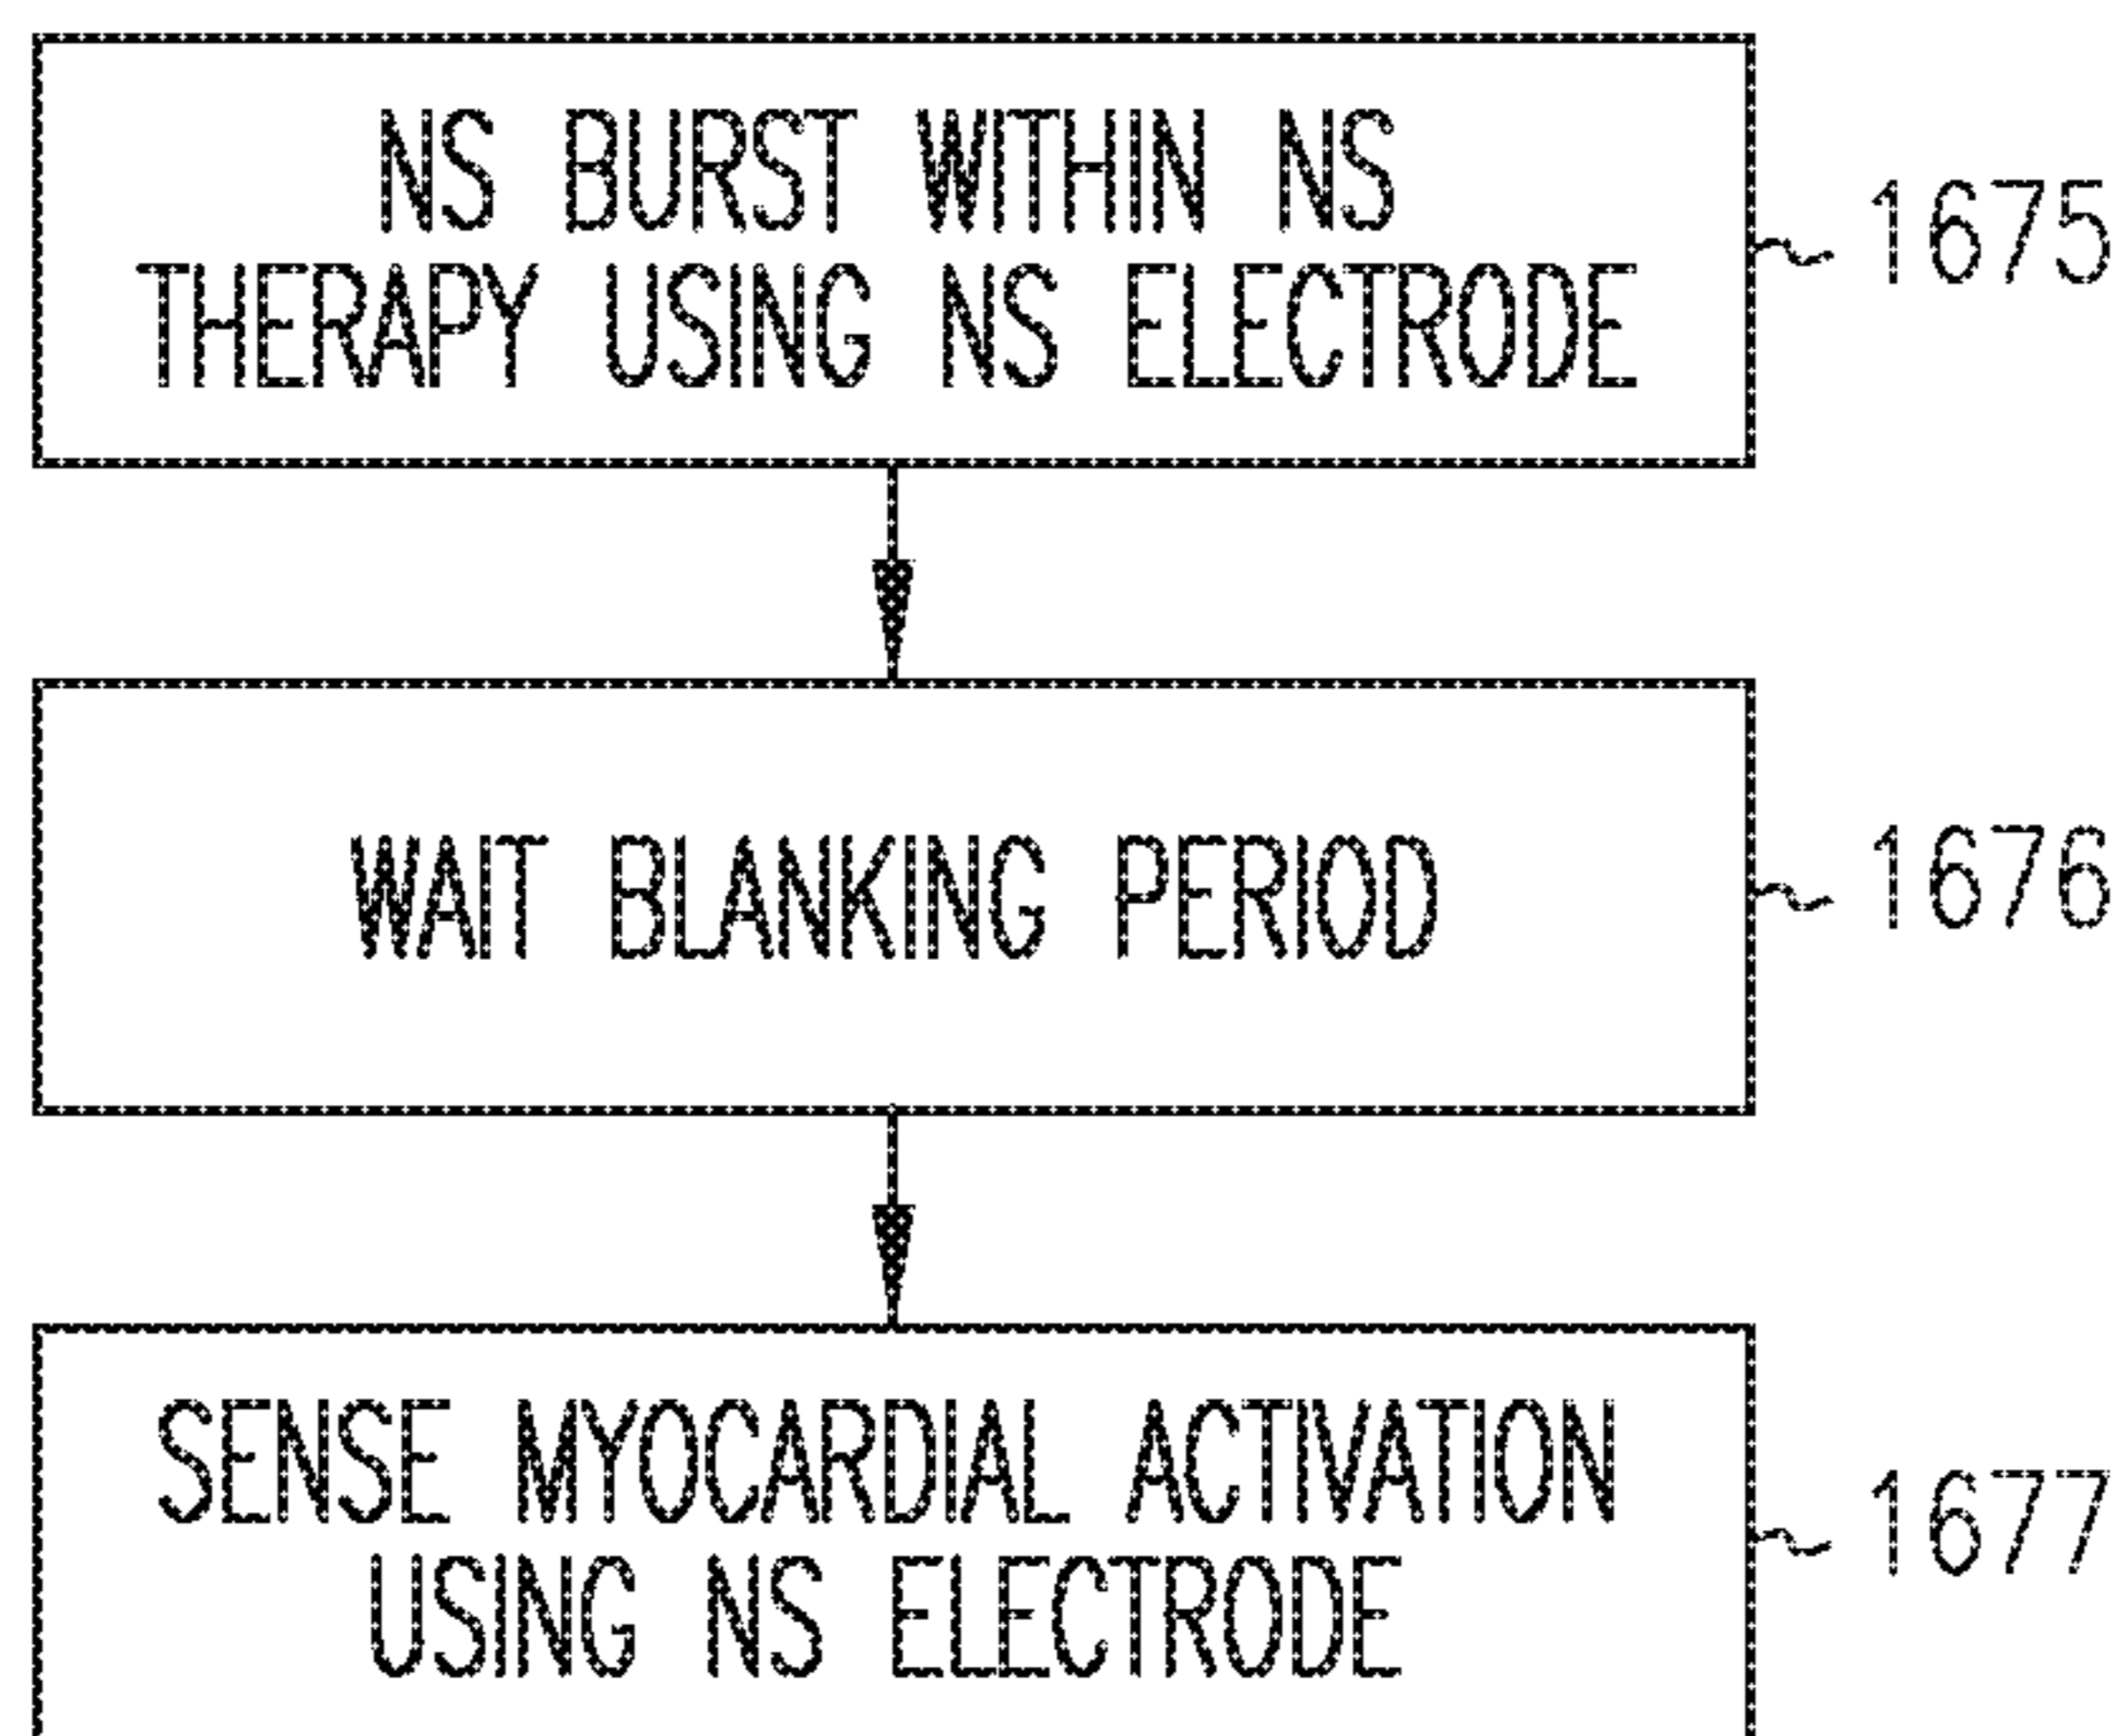 NS BURST WITHIN NS
THERAPY USING NS ELECTRODE
1675
WAIT BLANKING PERIOD
1676
SENSE MYOCARDIAL ACTIVATION
USING NS ELECTRODE
1677